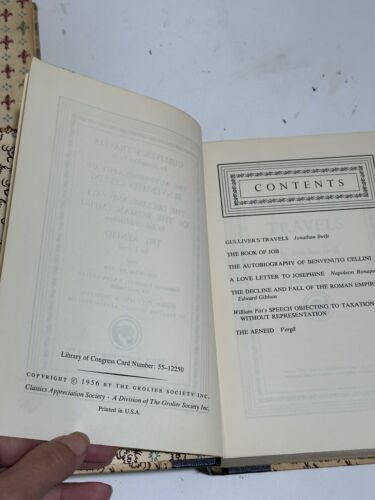 Library of Congress Card Number: 55-12250
COPYRIGHT © 1956 BY THE GROLIER SOCIETY INC.
Classics Appreciation Society · A Division of The Grolier Society Inc.
Printed in U.S.A.
CONTENTS
GULLIVER'S TRAVELS Jonathan Swift
THE BOOK OF JOB
THE AUTOBIOGRAPHY OF BENVENUTO CELLINI
A LOVE LETTER TO JOSEPHINE Napoleon Bonapa
THE DECLINE AND FALL OF THE ROMAN EMPIR
Edward Gibbon
William Pitt's SPEECH OBJECTING TO TAXATION
WITHOUT REPRESENTATION
THE AENEID Vergil